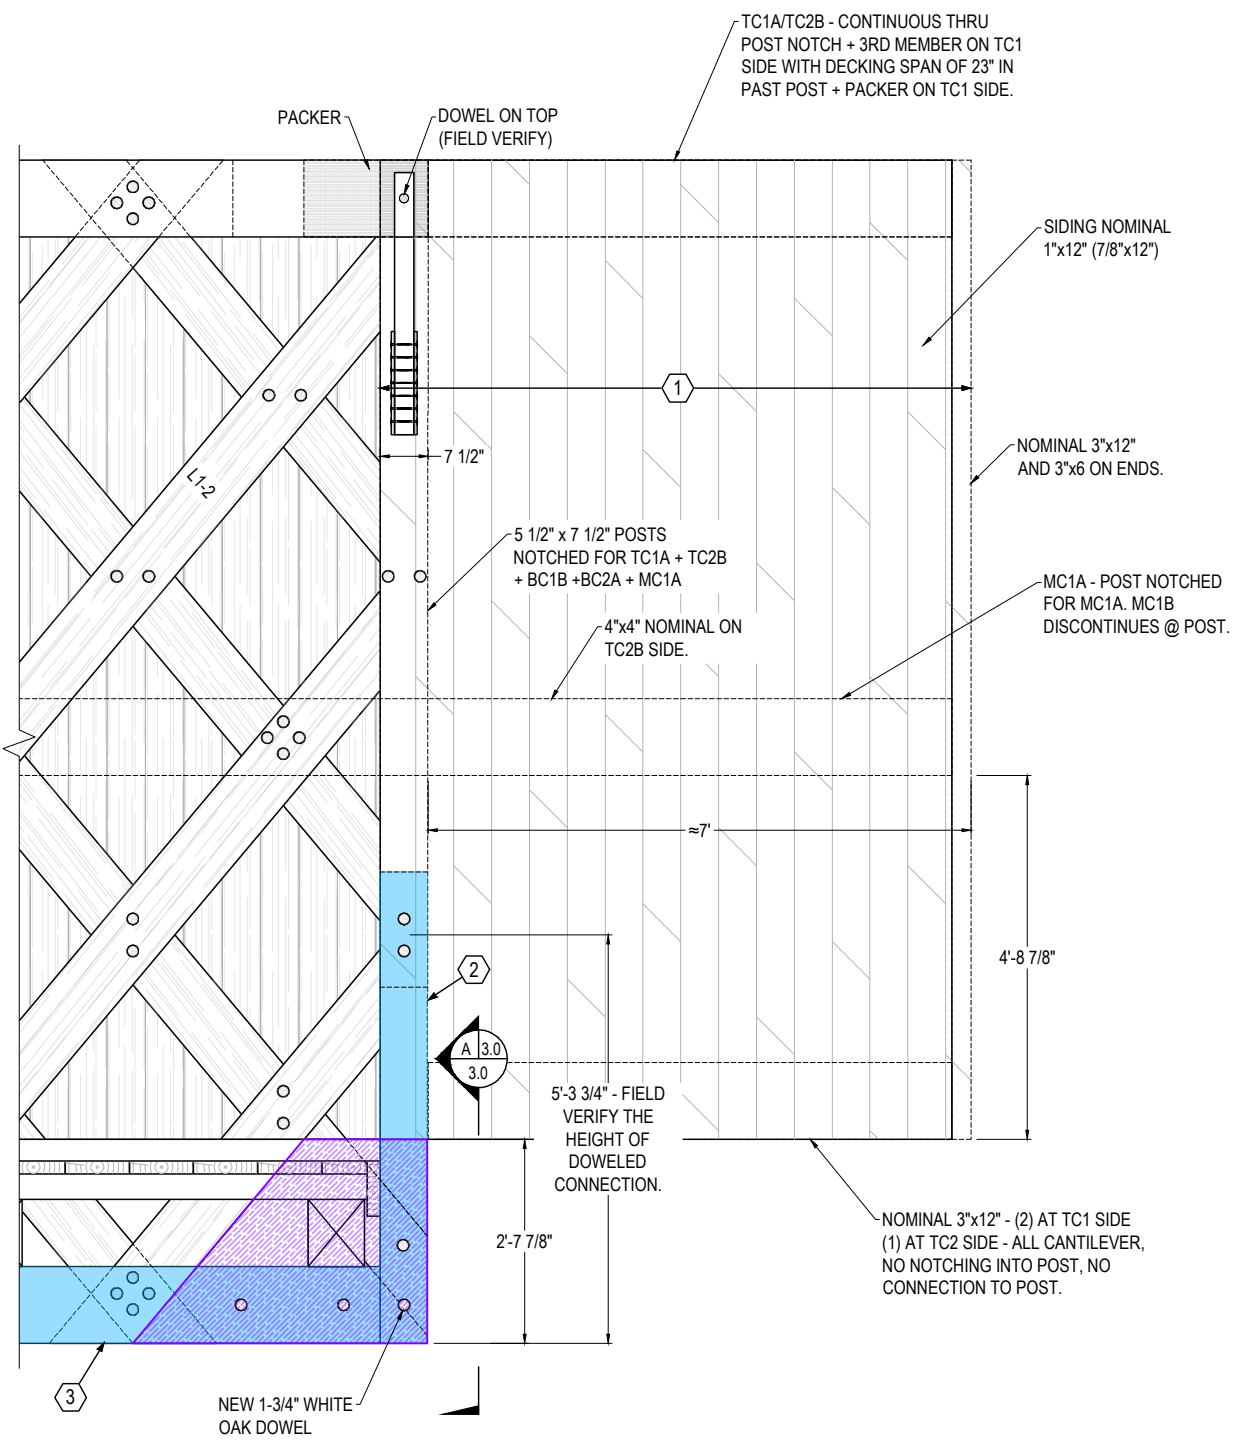 TC1A/TC2B - CONTINUOUS THRU
POST NOTCH + 3RD MEMBER ON TC1
SIDE WITH DECKING SPAN OF 23" IN
PAST POST + PACKER ON TC1 SIDE.
PACKER
DOWEL ON TOP
(FIELD VERIFY)
SIDING NOMINAL
1"x12" (7/8"x12")
1
NOMINAL 3"x12"
AND 3"x6 ON ENDS.
7 1/2"
L1-2
5 1/2" x 7 1/2" POSTS
NOTCHED FOR TC1A + TC2B
+ BC1B +BC2A + MC1A
MC1A - POST NOTCHED
FOR MC1A. MC1B
DISCONTINUES @ POST.
4"x4" NOMINAL ON
TC2B SIDE.
≈7'
4'-8 7/8"
2
A 3.0
3.0
5'-3 3/4" - FIELD
VERIFY THE
HEIGHT OF
DOWELED
CONNECTION.
2'-7 7/8"
NOMINAL 3"x12" - (2) AT TC1 SIDE
(1) AT TC2 SIDE - ALL CANTILEVER,
NO NOTCHING INTO POST, NO
CONNECTION TO POST.
3
NEW 1-3/4" WHITE
OAK DOWEL